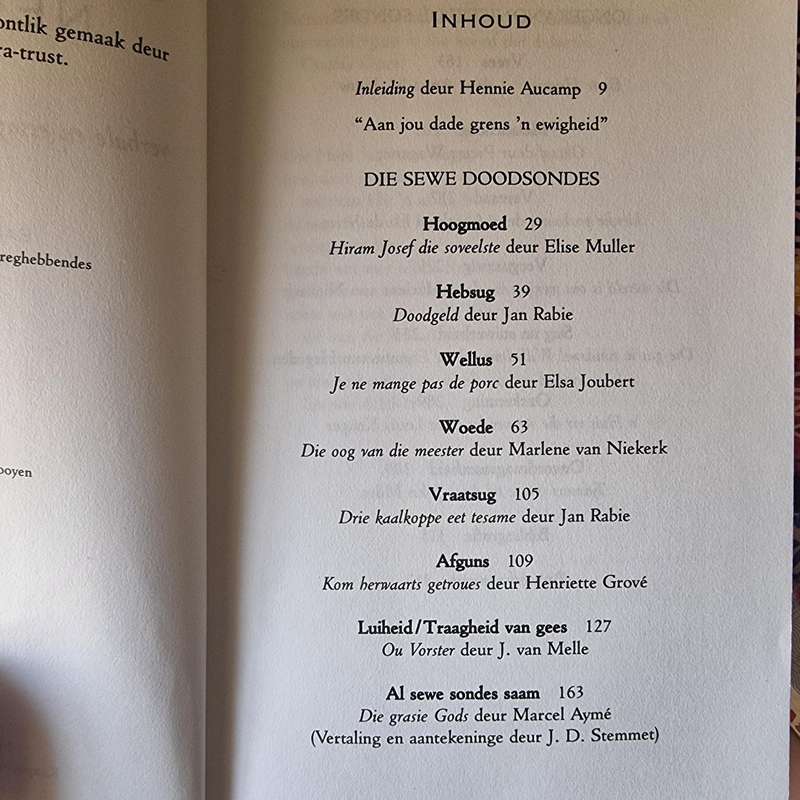 ontlik gemaak deur
ra-trust.
reghebbendes
boyen
INHOUD
Inleiding deur Hennie Aucamp 9
“Aan jou dade grens ’n ewigheid”
DIE SEWE DOODSONDES
Hoogmoed 29
Hiram Josef die soveelste deur Elise Muller
Hebsug 39
Doodgeld deur Jan Rabie
Wellus 51
Je ne mange pas de porc deur Elsa Joubert
Woede 63
Die oog van die meester deur Marlene van Niekerk
Vraatsug 105
Drie kaalkoppe eet tesame deur Jan Rabie
Afguns 109
Kom herwaarts getroues deur Henriette Grové
Luiheid/Traagheid van gees 127
Ou Vorster deur J. van Melle
Al sewe sondes saam 163
Die grasie Gods deur Marcel Aymé
(Vertaling en aantekeninge deur J. D. Stemmet)